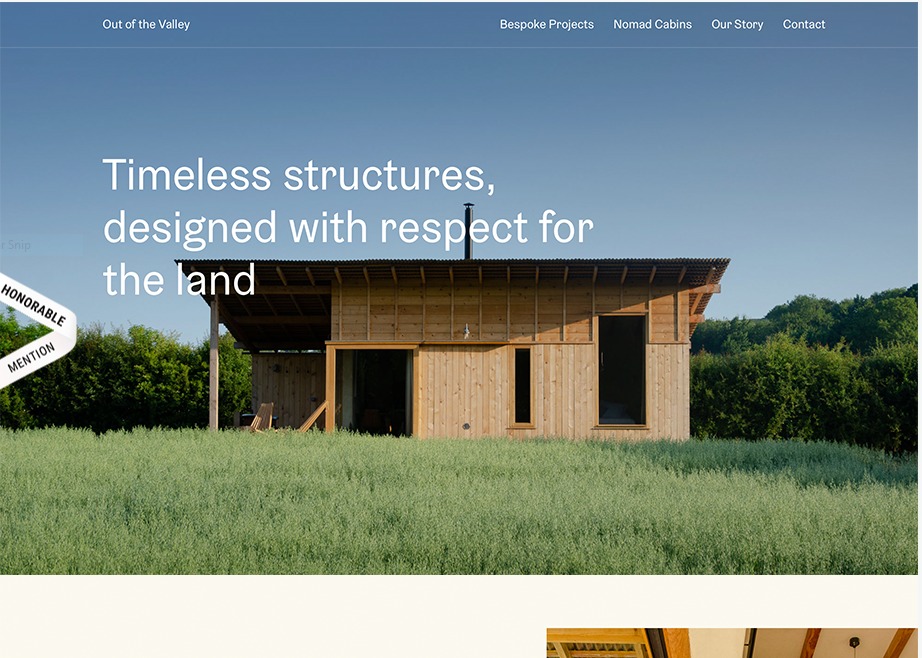 Out of the Valley
Bespoke Projects
Nomad Cabins
Our Story
Contact
Timeless structures,
designed with respect for
the land
r Snip
HONORABLE
MENTION